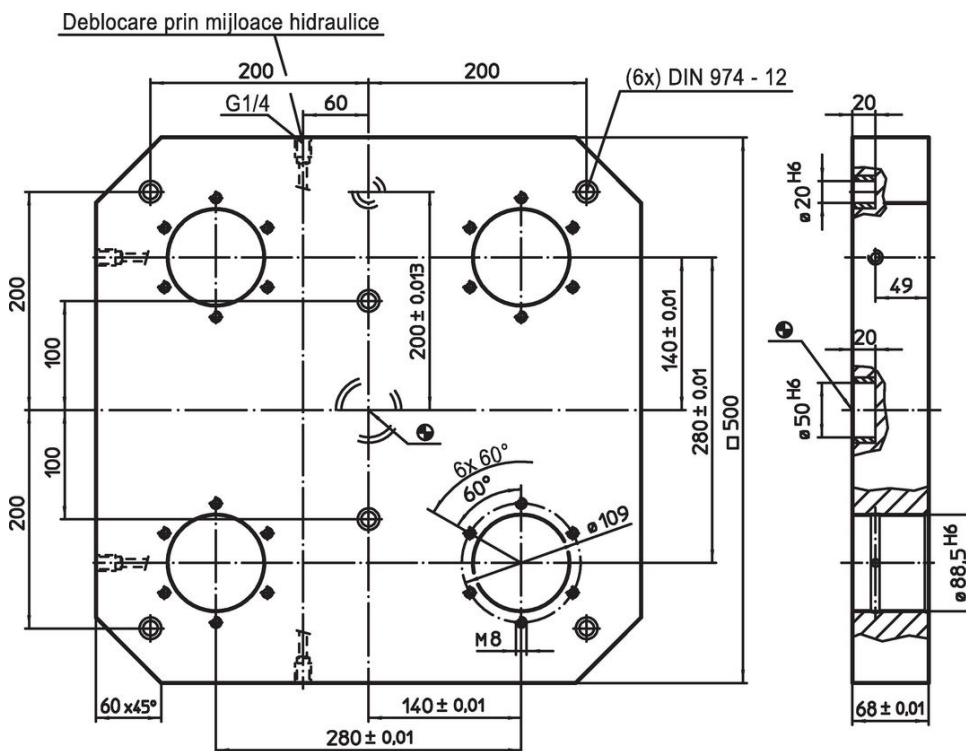 Deblocare prin mijloace hidraulice
200
200
(6x) DIN 974 - 12
G1/4
60
20
ø20 H6
49
200
100
200 ± 0,013
140 ± 0,01
280 ± 0,01
□ 500
20
ø50 H6
100
200
6x 60°
60°
ø109
ø88,5 H6
M8
60 x 45°
140 ± 0,01
68 ± 0,01
280 ± 0,01